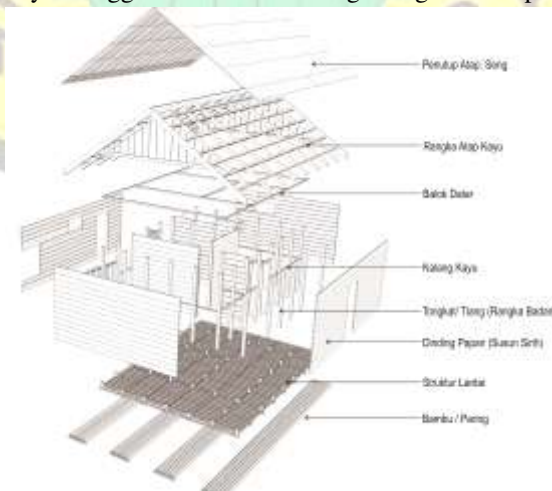 Penutup Atap: Seng
Rangka Atap Kayu
Balok Dater
Kalang Kayu
Tongkat/ Tiang (Rangka Badan
Dinding Papan (Susun Sirih)
Struktur Lantai
Bambu / Pering